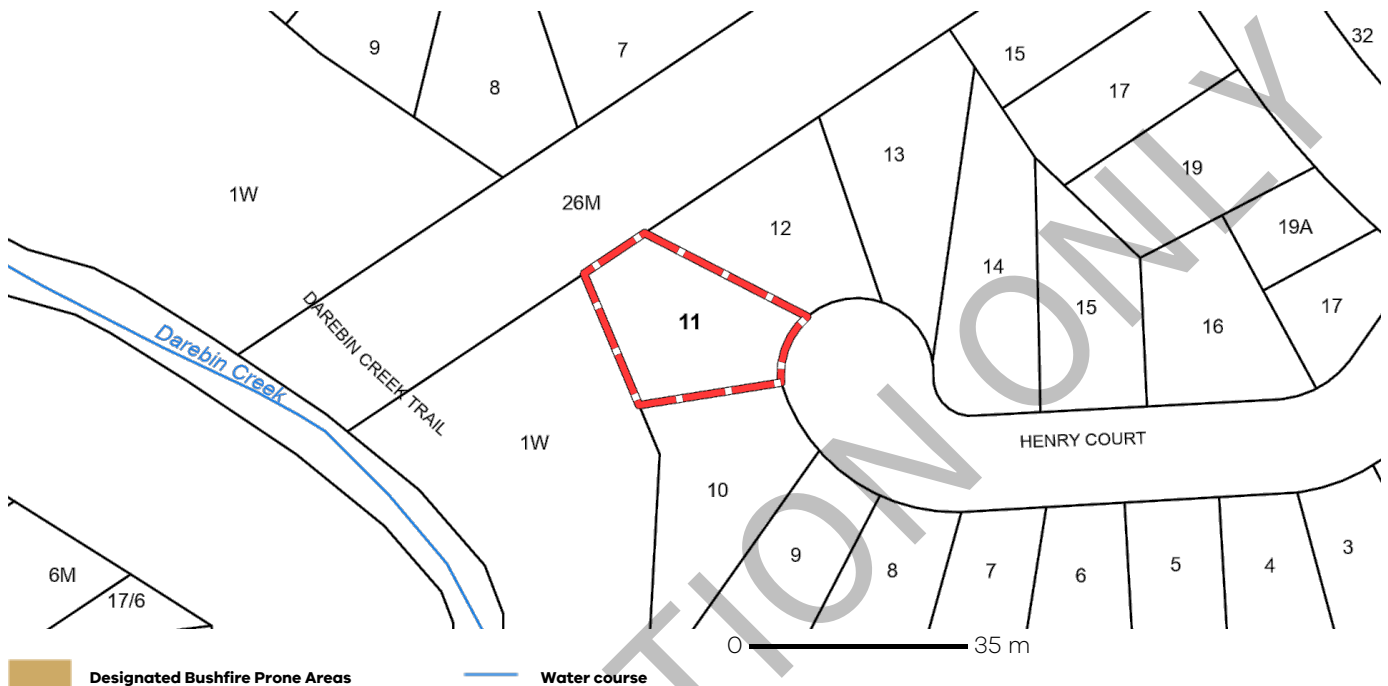 9
8
7
15
32
17
13
19
1W
26M
12
19A
14
15
17
11
16
Darebin Creek
DAREBIN CREEK TRAIL
HENRY COURT
1W
10
9
8
7
6
5
4
3
6M
17/6
TION ONLY
0 35 m
Designated Bushfire Prone Areas
Water course